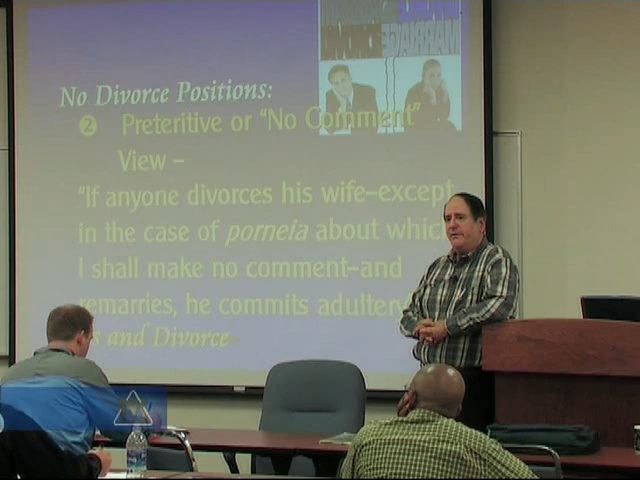 No Divorce Positions:
❷ Preteritive or "No Comment"
View –
"If anyone divorces his wife–except
in the case of porneia about which
I shall make no comment–and
remarries, he commits adultery
and Divorce